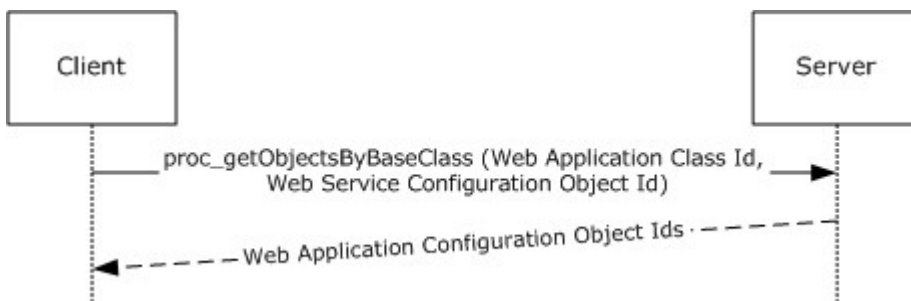 Client
Server
proc_getObjectsByBaseClass (Web Application Class Id,
Web Service Configuration Object Id)
Web Application Configuration Object Ids